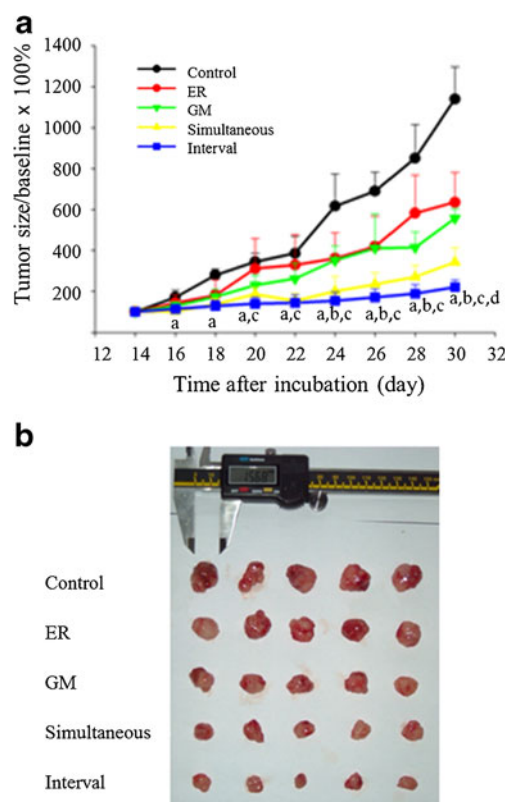 a
1400
1200
1000
800
600
400
200
Tumor size/baseline x 100%
Control
ER
GM
Simultaneous
Interval
a
a
a,c
a,c
a,b,c
a,b,c
a,b,c
a,b,c,d
12 14 16 18 20 22 24 26 28 30 32
Time after incubation (day)
b
Control
ER
GM
Simultaneous
Interval